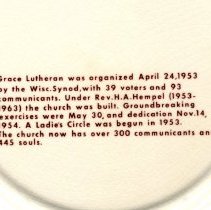 Grace Lutheran was organized April 24,1953
by the Wisc.Synod,with 39 voters and 93
communicants. Under Rev.H.A.Hempel (1953-
1963) the church was built. Groundbreaking
exercises were May 30,and dedication Nov.14,
1954. A Ladie's Circle was begun in 1953.
The church now has over 300 communicants an
445 souls.